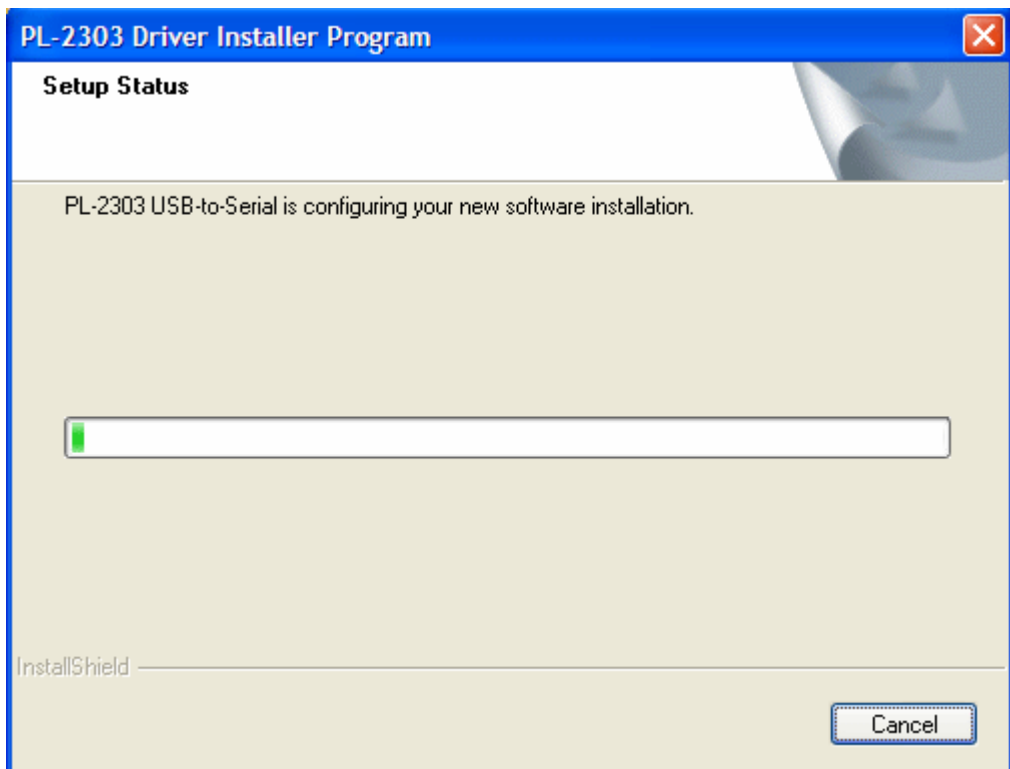 PL-2303 Driver Installer Program
Setup Status
PL-2303 USB-to-Serial is configuring your new software installation.
InstallShield
Cancel